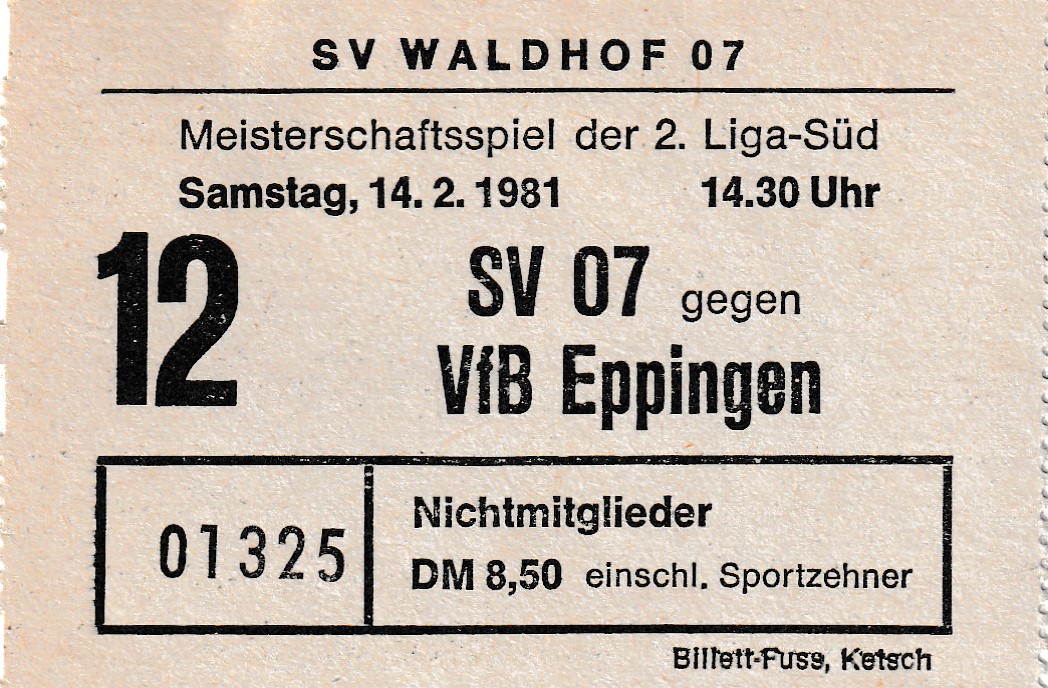 SV WALDHOF 07
Meisterschaftsspiel der 2. Liga-Süd
Samstag, 14. 2. 1981 14.30 Uhr
12
SV 07 gegen
VfB Eppingen
01325
Nichtmitglieder
DM 8,50 einschl. Sportzehner
Billett-Fuss, Ketsch